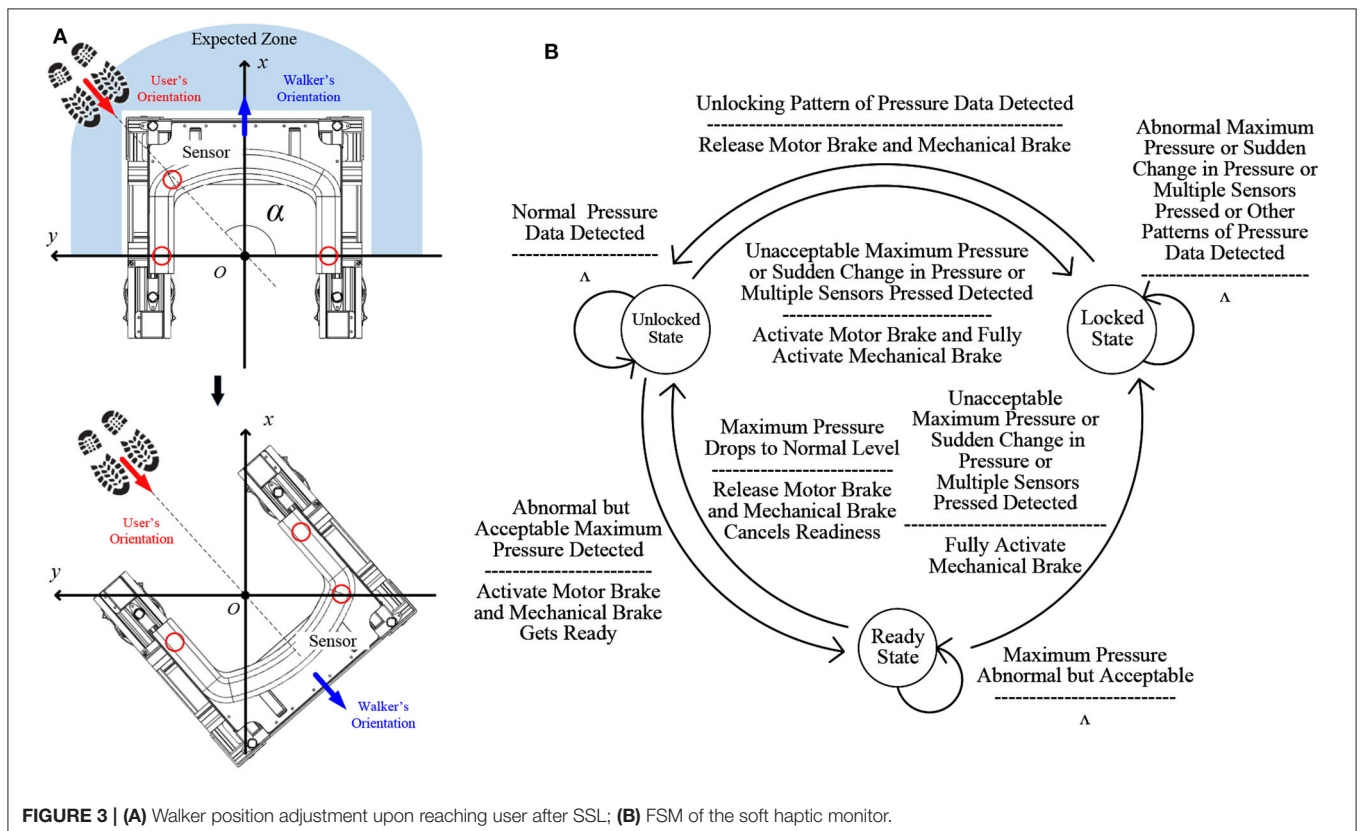 A
Expected Zone
x
User's
Orientation
Walker's
Orientation
Sensor
α
y
O
x
User's
Orientation
y
O
Sensor
Walker's
Orientation
B
Unlocking Pattern of Pressure Data Detected
Release Motor Brake and Mechanical Brake
Abnormal Maximum
Pressure or Sudden
Change in Pressure or
Multiple Sensors
Pressed or Other
Patterns of Pressure
Data Detected
Λ
Normal Pressure
Data Detected
Λ
Unacceptable Maximum Pressure
or Sudden Change in Pressure or
Multiple Sensors Pressed Detected
Activate Motor Brake and Fully
Activate Mechanical Brake
Unlocked
State
Locked
State
Maximum Pressure
Drops to Normal Level
Release Motor Brake
and Mechanical Brake
Cancels Readiness
Unacceptable
Maximum Pressure or
Sudden Change in
Pressure or
Multiple Sensors
Pressed Detected
Fully Activate
Mechanical Brake
Abnormal but
Acceptable Maximum
Pressure Detected
Activate Motor Brake
and Mechanical Brake
Gets Ready
Ready
State
Maximum Pressure
Abnormal but Acceptable
Λ
FIGURE 3 | (A) Walker position adjustment upon reaching user after SSL; (B) FSM of the soft haptic monitor.